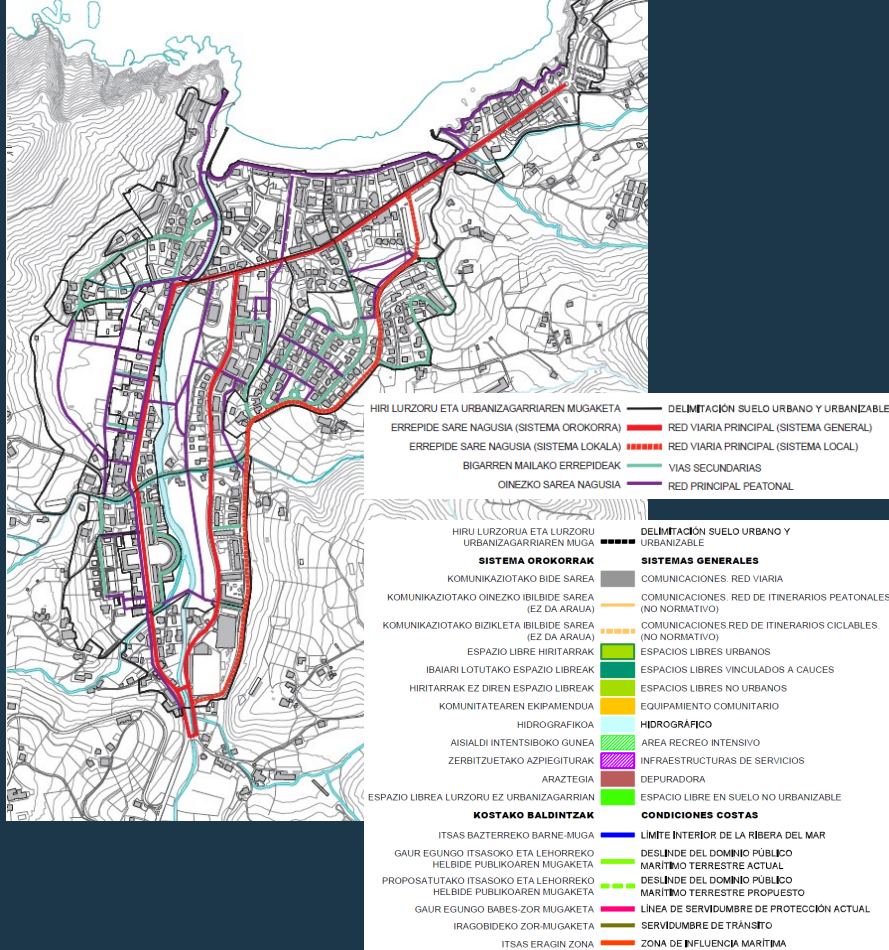 HIRI LURZORU ETA URBANIZAGARRIAREN MUGAKETA DELIMITACIÓN SUELO URBANO Y URBANIZABLE
ERREPIDE SARE NAGUSIA (SISTEMA OROKORRA) RED VIARIA PRINCIPAL (SISTEMA GENERAL)
ERREPIDE SARE NAGUSIA (SISTEMA LOKALA) RED VIARIA PRINCIPAL (SISTEMA LOCAL)
BIGARREN MAILAKO ERREPIDEAK VIAS SECUNDARIAS
OINEZKO SAREA NAGUSIA RED PRINCIPAL PEATONAL
HIRU LURZORUA ETA LURZORU DELIMITACIÓN SUELO URBANO Y
URBANIZAGARRIAREN MUGA URBANIZABLE
SISTEMA OROKORRAK SISTEMAS GENERALES
KOMUNIKAZIOTAKO BIDE SAREA COMUNICACIONES. RED VIARIA
KOMUNIKAZIOTAKO OINEZKO IBILBIDE SAREA COMUNICACIONES. RED DE ITINERARIOS PEATONALES
(EZ DA ARAUA) (NO NORMATIVO)
KOMUNIKAZIOTAKO BIZIKLETA IBILBIDE SAREA COMUNICACIONES.RED DE ITINERARIOS CICLABLES.
(EZ DA ARAUA) (NO NORMATIVO)
ESPAZIO LIBRE HIRITARRAK ESPACIOS LIBRES URBANOS
IBAIARI LOTUTAKO ESPAZIO LIBREAK ESPACIOS LIBRES VINCULADOS A CAUCES
HIRITARRAK EZ DIREN ESPAZIO LIBREAK ESPACIOS LIBRES NO URBANOS
KOMUNITATEAREN EKIPAMENDUA EQUIPAMIENTO COMUNITARIO
HIDROGRAFIKOA HIDROGRÁFICO
AISIALDI INTENTSIBOKO GUNEA AREA RECREO INTENSIVO
ZERBITZUETAKO AZPIEGITURAK INFRAESTRUCTURAS DE SERVICIOS
ARAZTEGIA DEPURADORA
ESPAZIO LIBREA LURZORU EZ URBANIZAGARRIAN ESPACIO LIBRE EN SUELO NO URBANIZABLE
KOSTAKO BALDINTZAK CONDICIONES COSTAS
ITSAS BAZTERREKO BARNE-MUGA LÍMITE INTERIOR DE LA RIBERA DEL MAR
GAUR EGUNGO ITSASOKO ETA LEHORREKO DESLINDE DEL DOMINIO PÚBLICO
HELBIDE PUBLIKOAREN MUGAKETA MARÍTIMO TERRESTRE ACTUAL
PROPOSATUTAKO ITSASOKO ETA LEHORREKO DESLINDE DEL DOMINIO PÚBLICO
HELBIDE PUBLIKOAREN MUGAKETA MARÍTIMO TERRESTRE PROPUESTO
GAUR EGUNGO BABES-ZOR MUGAKETA LÍNEA DE SERVIDUMBRE DE PROTECCIÓN ACTUAL
IRAGOBIDEKO ZOR-MUGAKETA SERVIDUMBRE DE TRÁNSITO
ITSAS ERAGIN ZONA ZONA DE INFLUENCIA MARÍTIMA